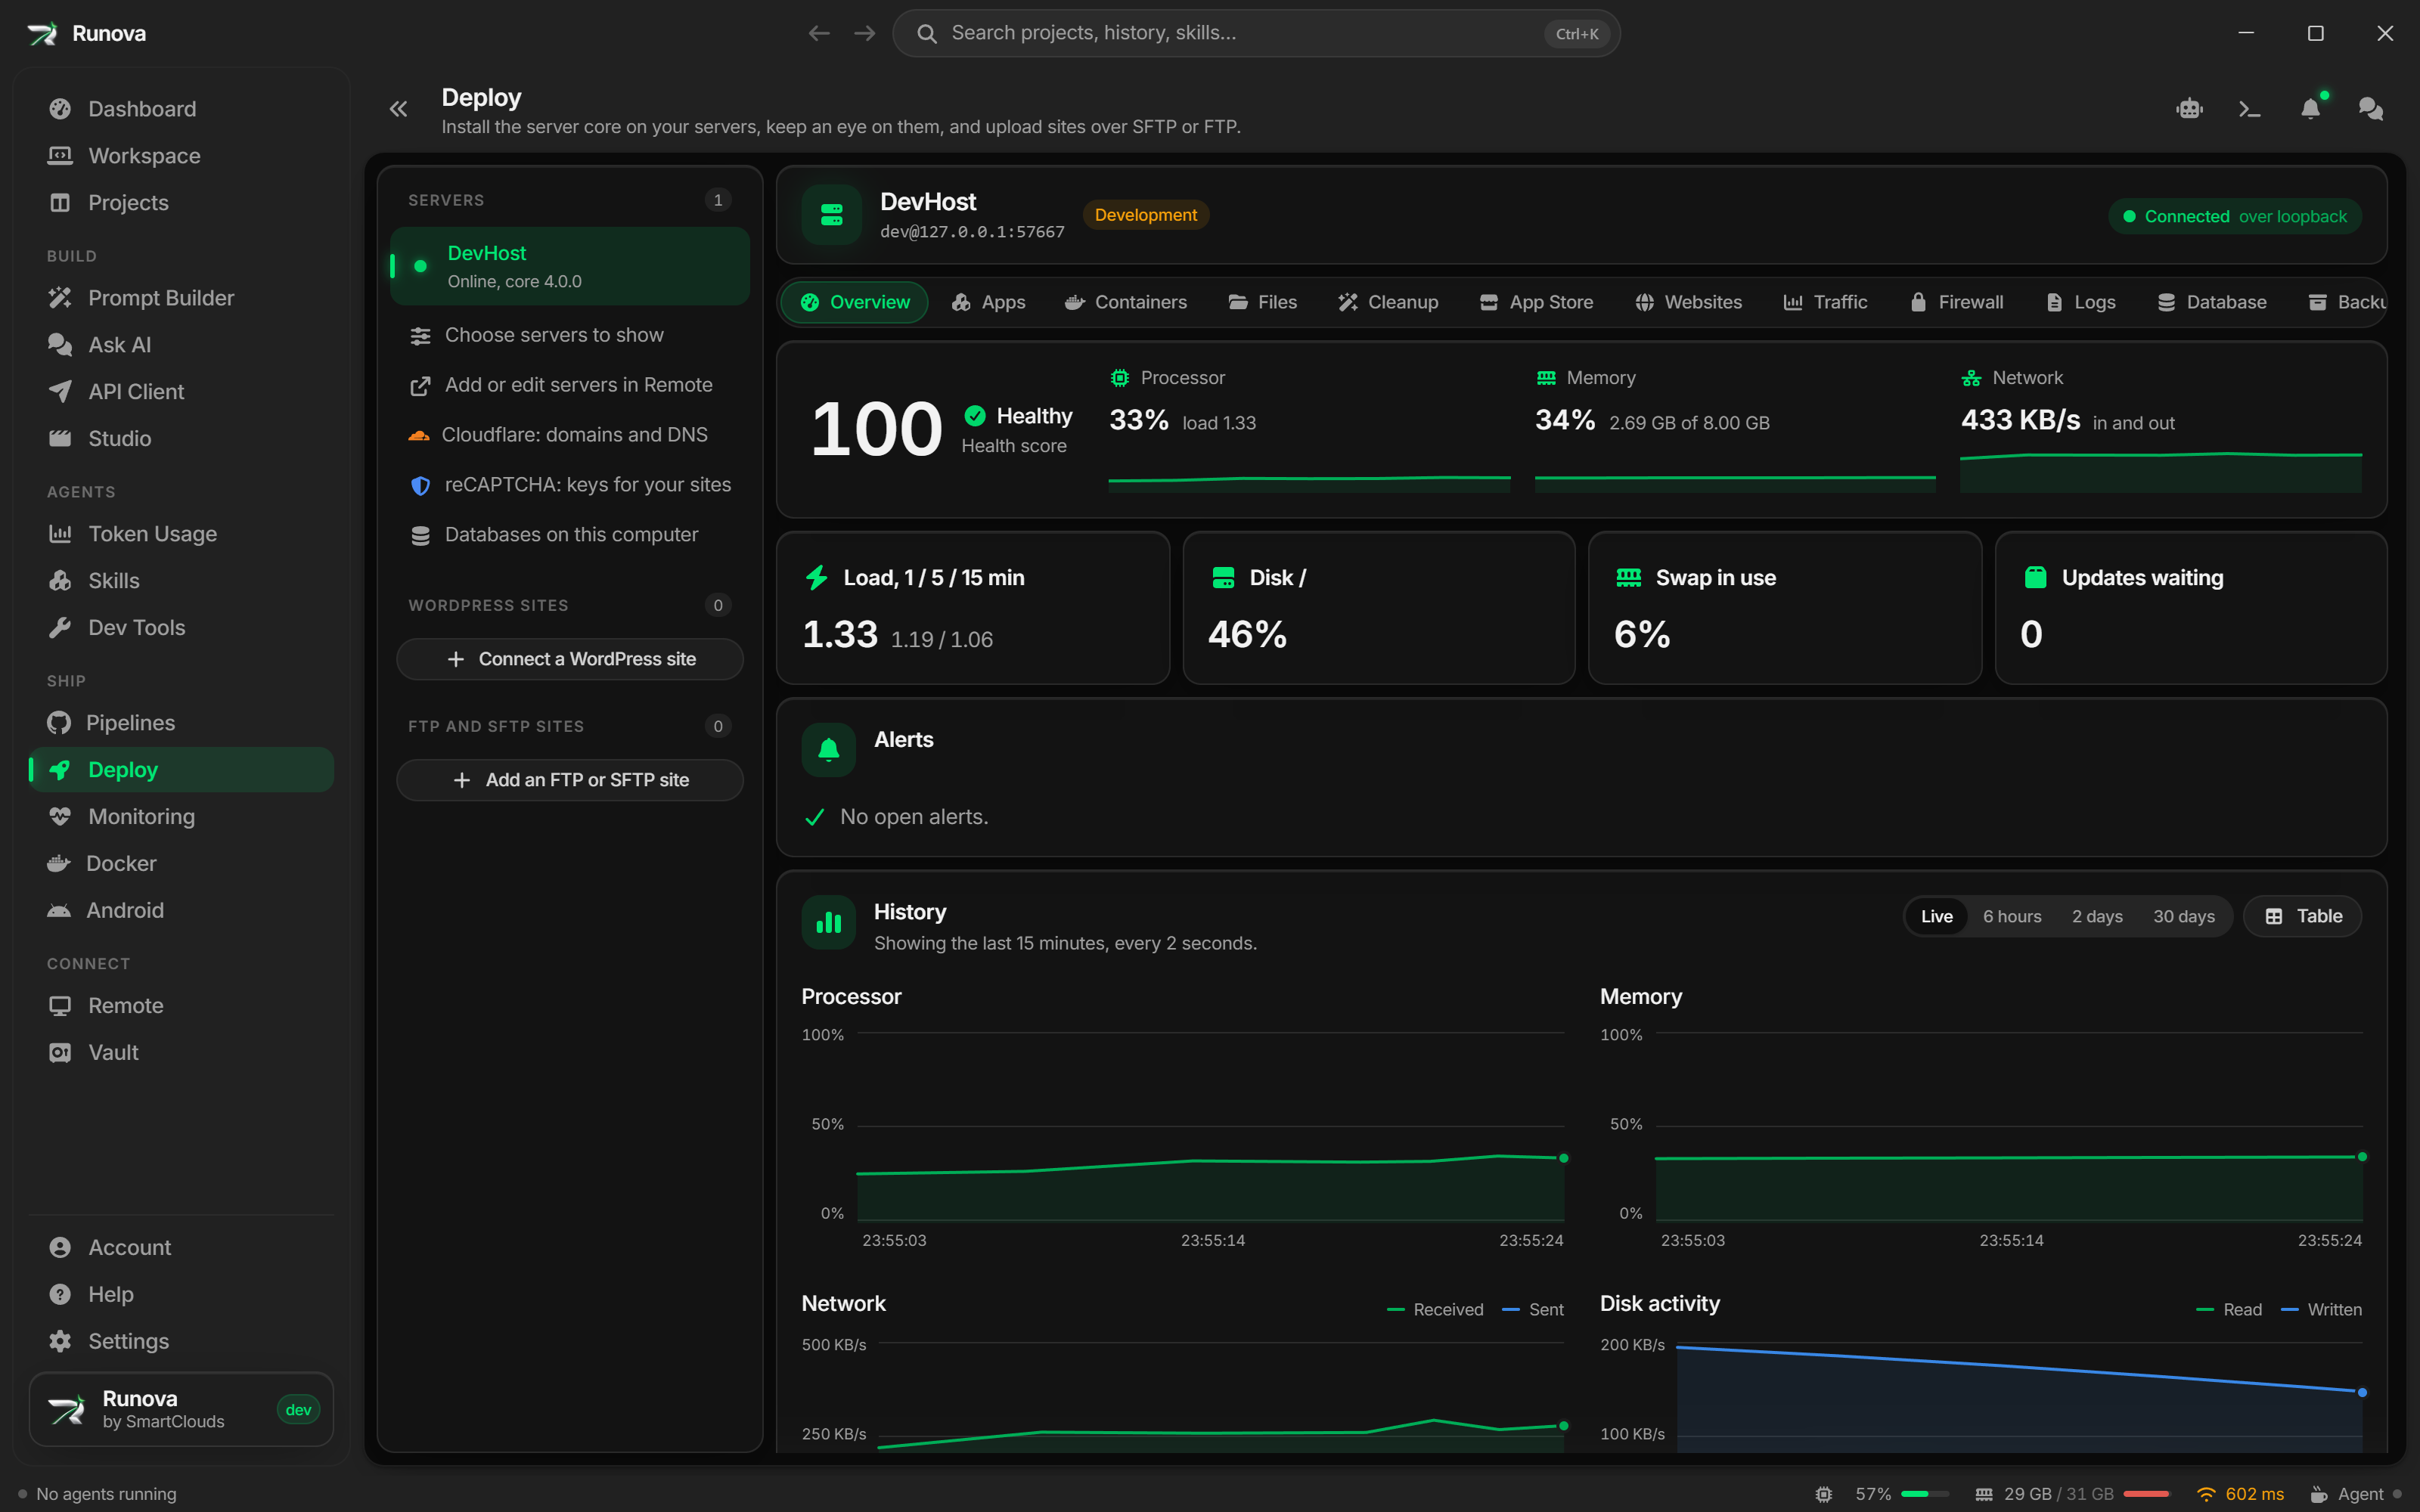 Runova
Search projects, history, skills...
Ctrl+K
Dashboard
Workspace
Projects
BUILD
Prompt Builder
Ask AI
API Client
Studio
AGENTS
Token Usage
Skills
Dev Tools
SHIP
Pipelines
Deploy
Monitoring
Docker
Android
CONNECT
Remote
Vault
Account
Help
Settings
Runova
by SmartClouds
dev
Deploy
Install the server core on your servers, keep an eye on them, and upload sites over SFTP or FTP.
SERVERS 1
DevHost
Online, core 4.0.0
Choose servers to show
Add or edit servers in Remote
Cloudflare: domains and DNS
reCAPTCHA: keys for your sites
Databases on this computer
WORDPRESS SITES 0
Connect a WordPress site
FTP AND SFTP SITES 0
Add an FTP or SFTP site
DevHost
dev@127.0.0.1:57667
Development
Connected over loopback
Overview Apps Containers Files Cleanup App Store Websites Traffic Firewall Logs Database Backu
100
Healthy
Health score
Processor
33% load 1.33
Memory
34% 2.69 GB of 8.00 GB
Network
433 KB/s in and out
Load, 1 / 5 / 15 min
1.33 1.19 / 1.06
Disk /
46%
Swap in use
6%
Updates waiting
0
Alerts
No open alerts.
History
Showing the last 15 minutes, every 2 seconds.
Live 6 hours 2 days 30 days Table
Processor
100%
50%
0%
23:55:03 23:55:14 23:55:24
Memory
100%
50%
0%
23:55:03 23:55:14 23:55:24
Network
Received Sent
500 KB/s
250 KB/s
Disk activity
Read Written
200 KB/s
100 KB/s
No agents running
57% 29 GB / 31 GB 602 ms Agent